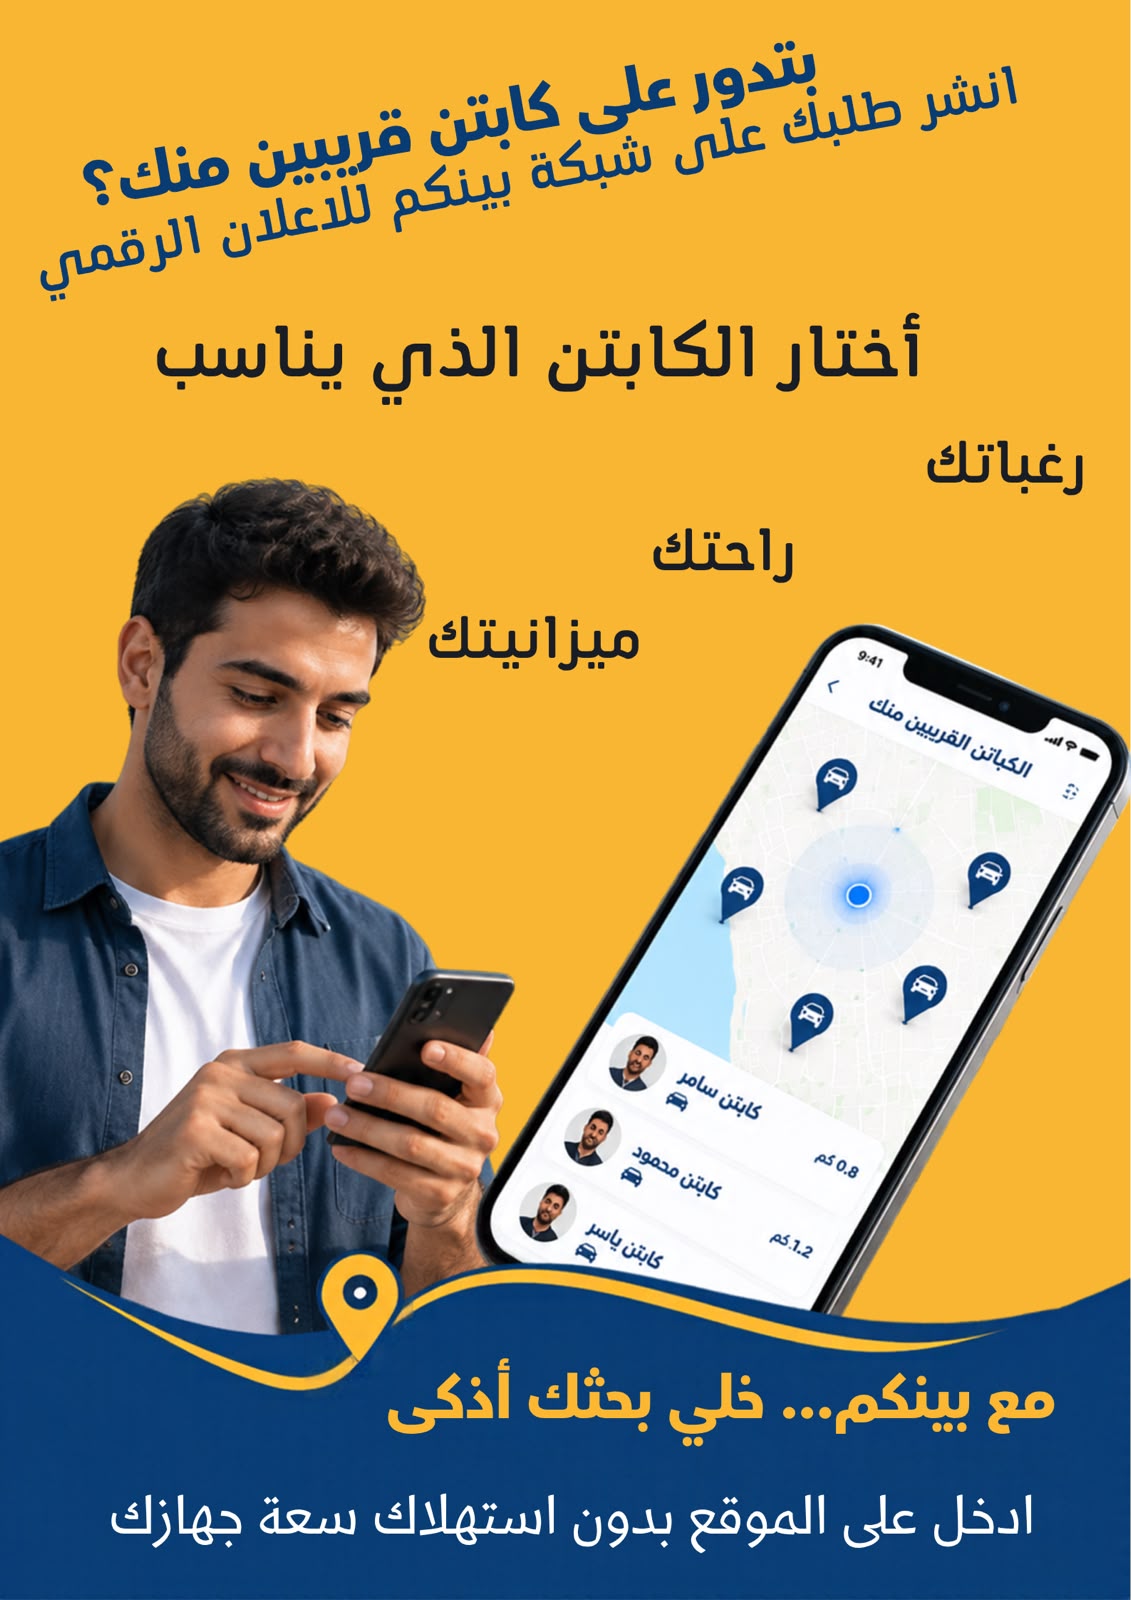 بتدور على كابتن قريبين منك؟
انشر طلبك على شبكة بينكم للاعلان الرقمي
أختار الكابتن الذي يناسب
رغباتك
راحتك
ميزانيتك
9:41
الكباتن القريبين منك
كابتن سامر
0.8 كم
كابتن محمود
1.2 كم
كابتن ياسر
مع بينكم... خلي بحثك أذكى
ادخل على الموقع بدون استهلاك سعة جهازك